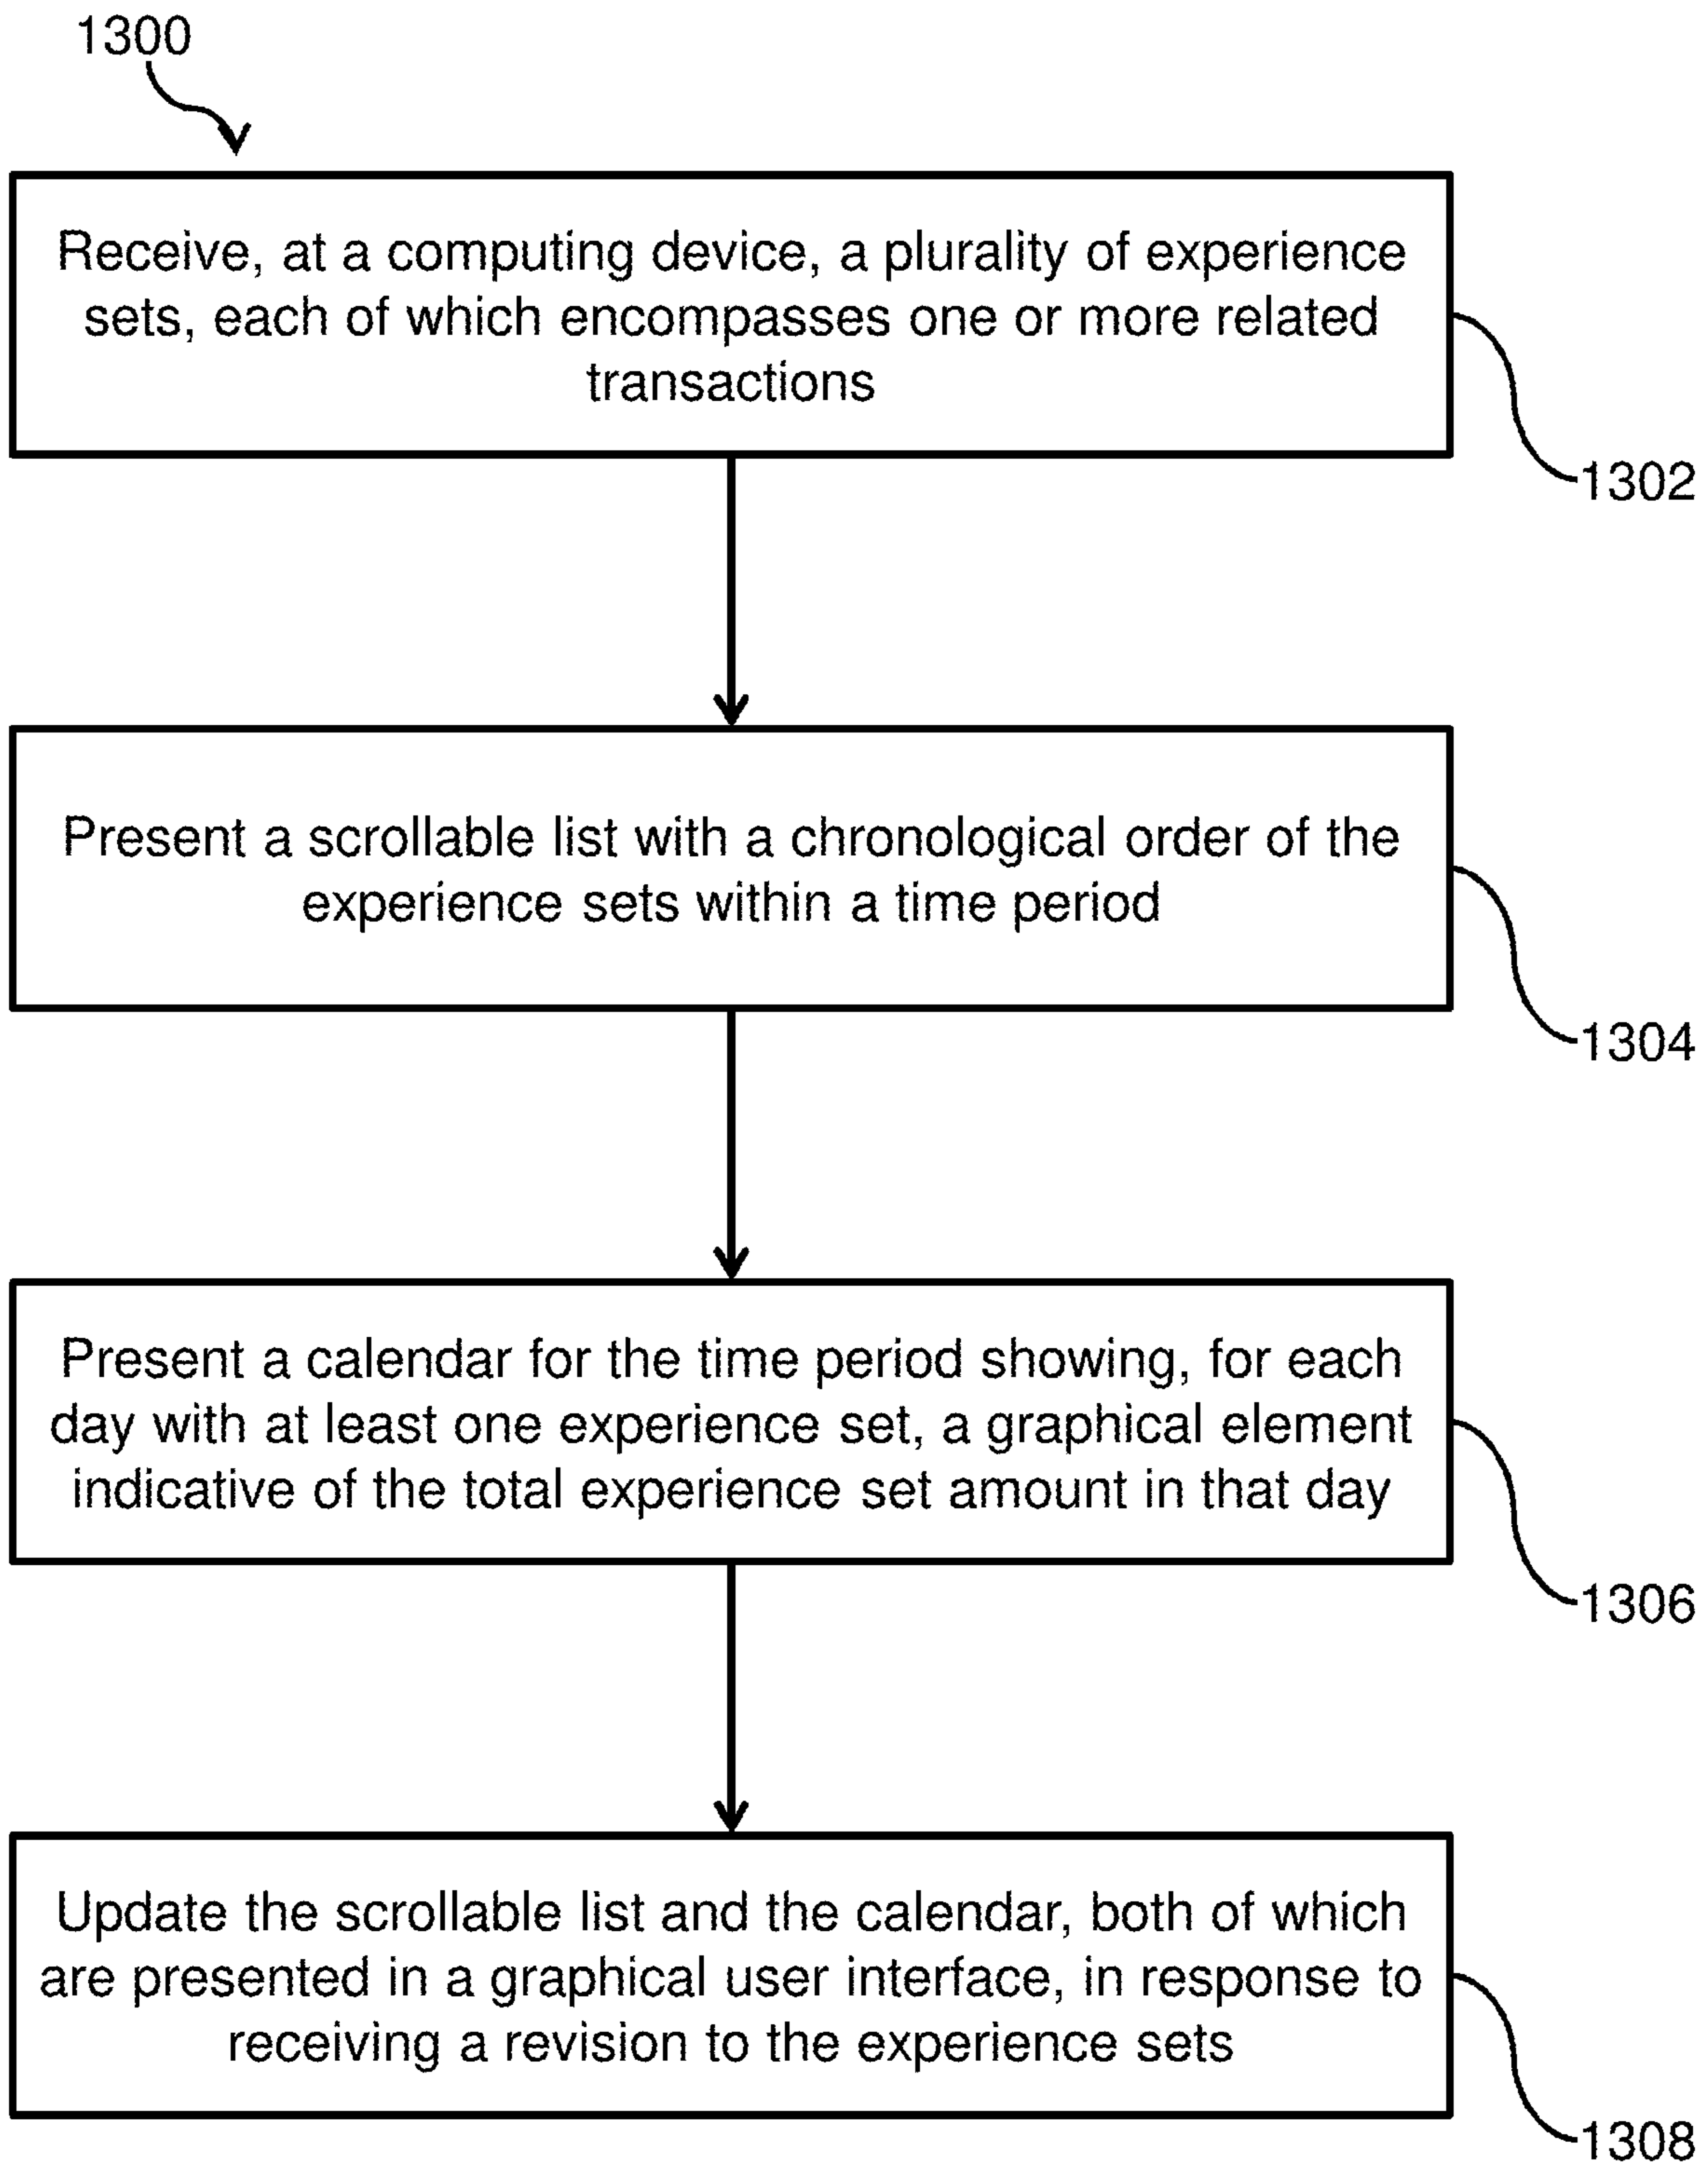 1300
Receive, at a computing device, a plurality of experience
sets, each of which encompasses one or more related
transactions
1302
Present a scrollable list with a chronological order of the
experience sets within a time period
1304
Present a calendar for the time period showing, for each
day with at least one experience set, a graphical element
indicative of the total experience set amount in that day
1306
Update the scrollable list and the calendar, both of which
are presented in a graphical user interface, in response to
receiving a revision to the experience sets
1308